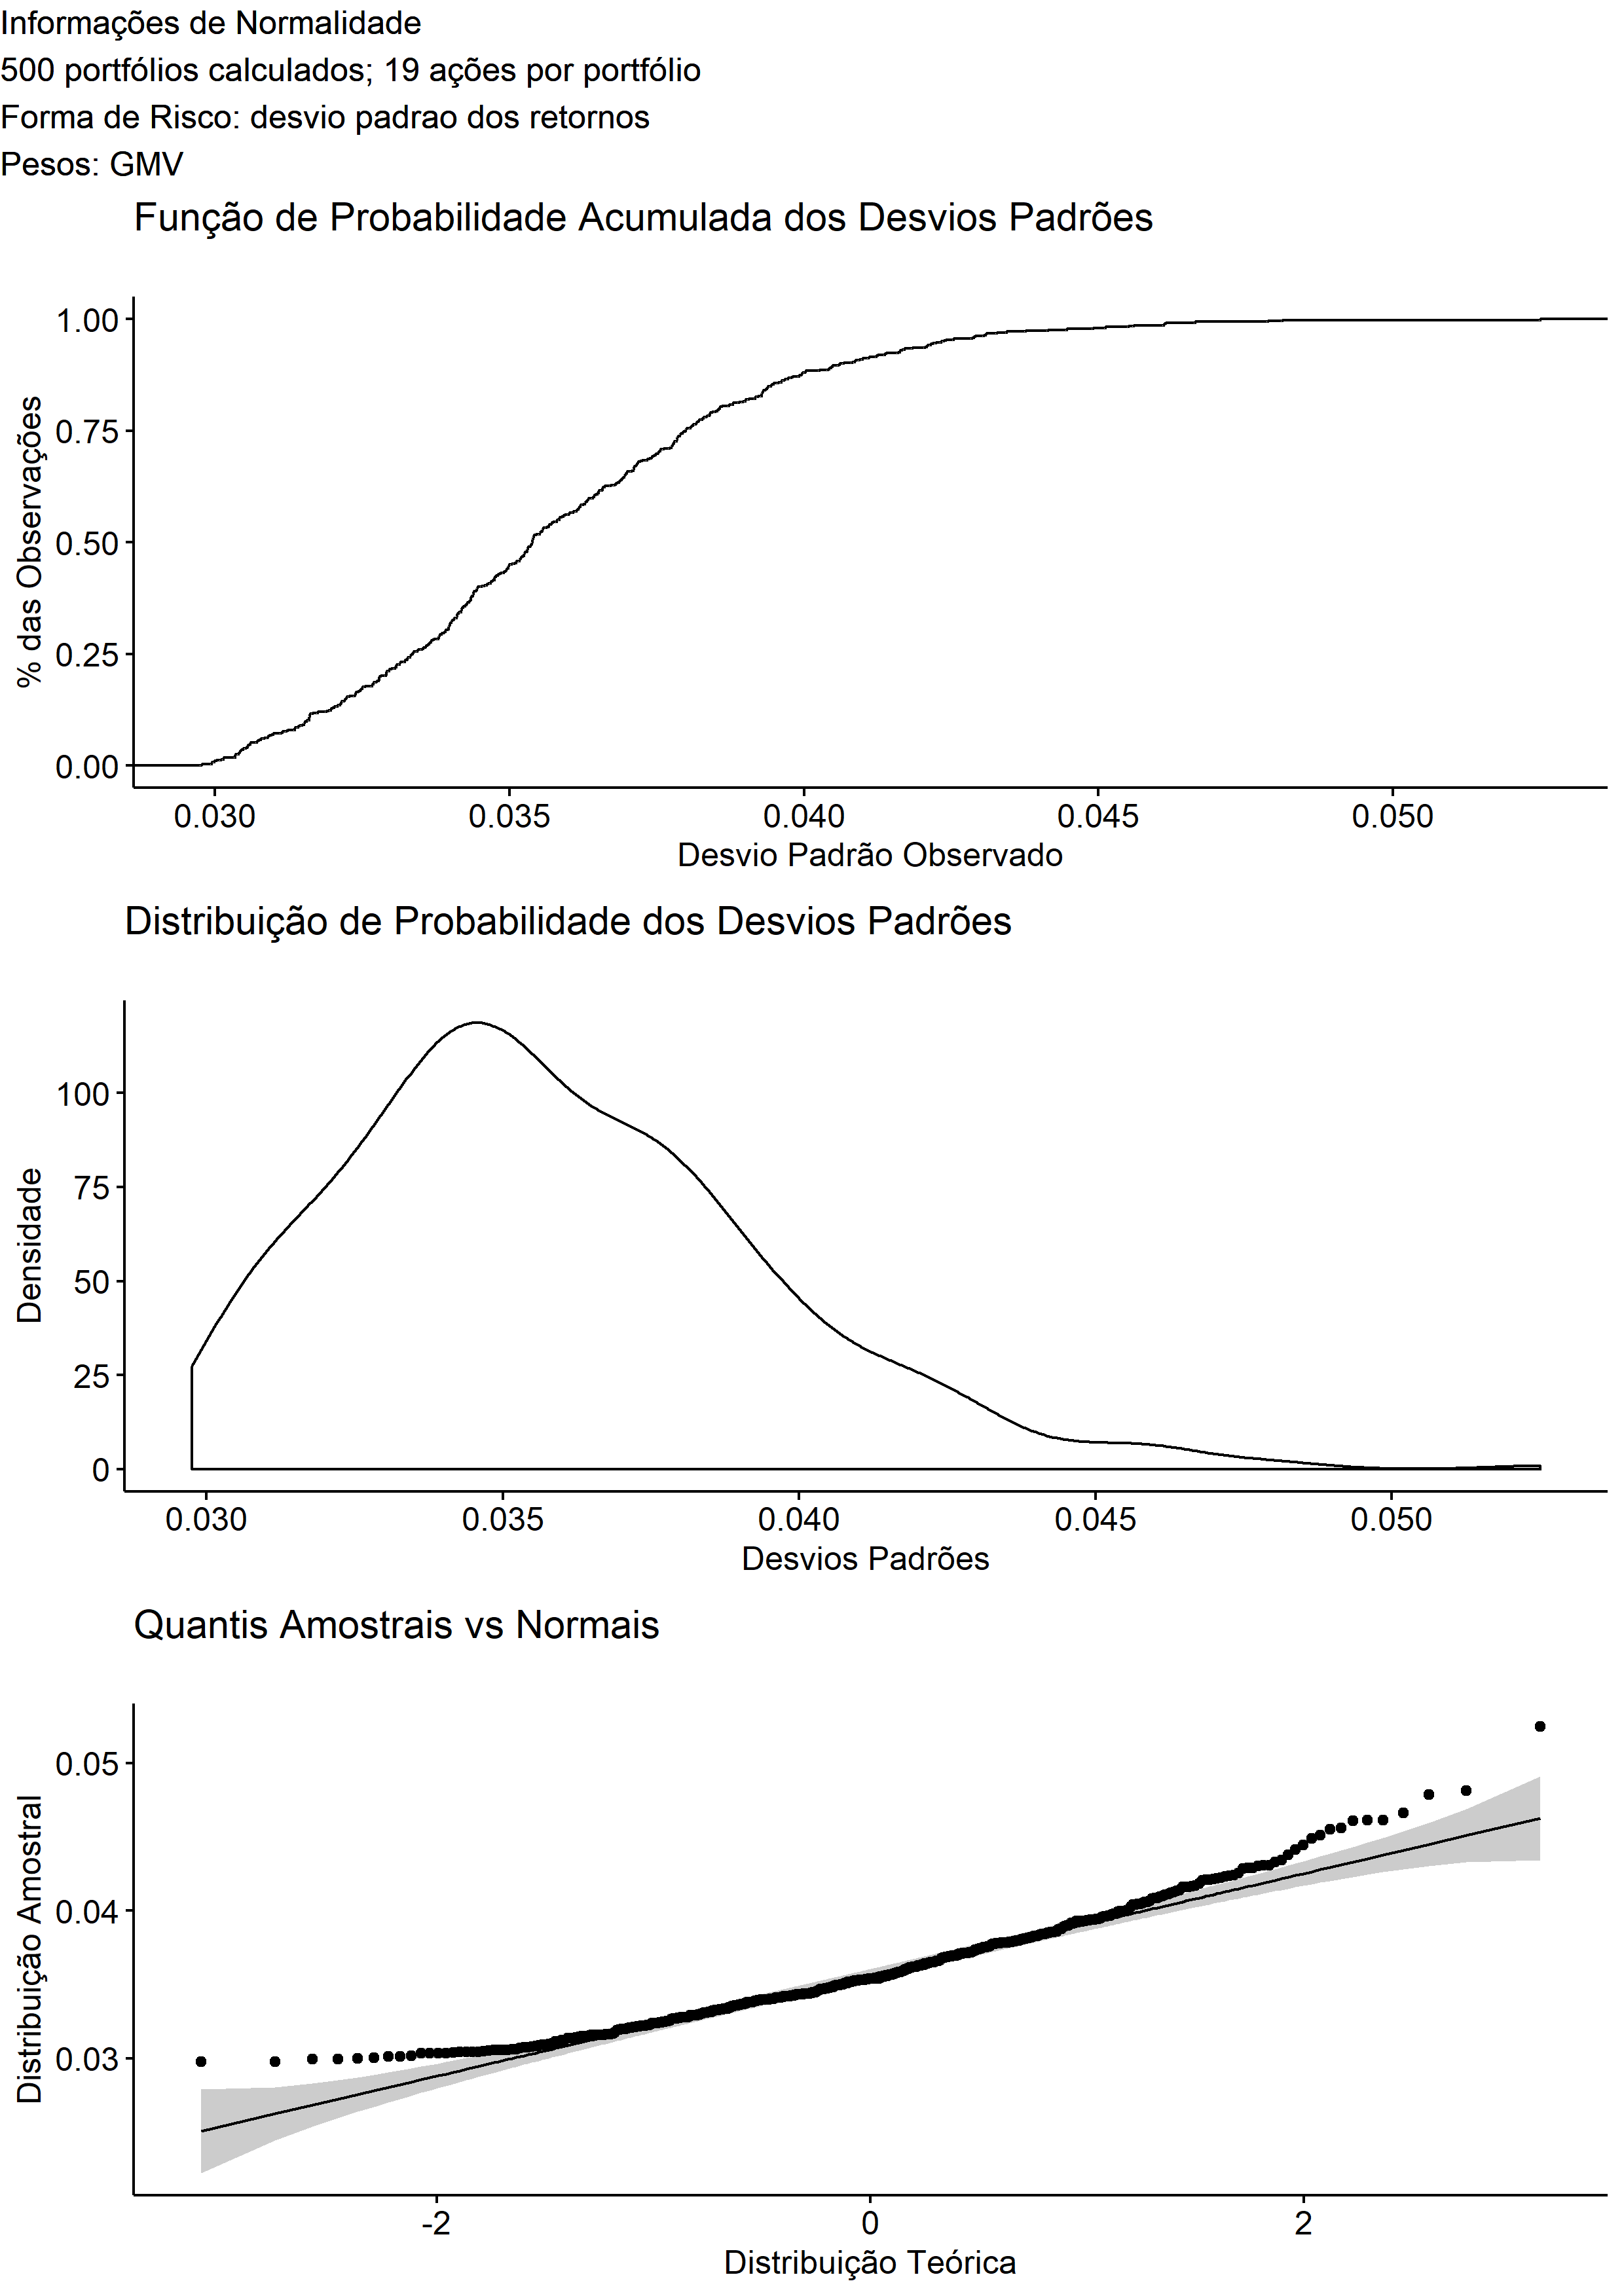 Informações de Normalidade
500 portfólios calculados; 19 ações por portfólio
Forma de Risco: desvio padrao dos retornos
Pesos: GMV
Função de Probabilidade Acumulada dos Desvios Padrões
1.00
0.75
0.50
0.25
0.00
% das Observações
0.030 0.035 0.040 0.045 0.050
Desvio Padrão Observado
Distribuição de Probabilidade dos Desvios Padrões
100
75
50
25
0
Densidade
0.030 0.035 0.040 0.045 0.050
Desvios Padrões
Quantis Amostrais vs Normais
0.05
0.04
0.03
Distribuição Amostral
-2 0 2
Distribuição Teórica